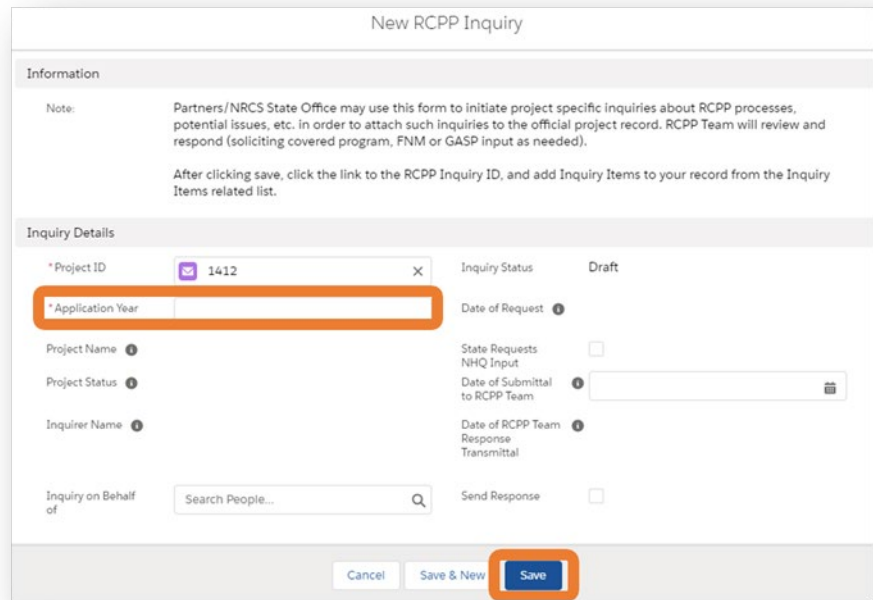 New RCPP Inquiry
Information
Note:
Partners/NRCS State Office may use this form to initiate project specific inquiries about RCPP processes,
potential issues, etc. in order to attach such inquiries to the official project record. RCPP Team will review and
respond (soliciting covered program, FNM or GASP input as needed).
After clicking save, click the link to the RCPP Inquiry ID, and add Inquiry Items to your record from the Inquiry
Items related list.
Inquiry Details
*Project ID
1412
Inquiry Status
Draft
*Application Year
Date of Request
Project Name
State Requests
NHQ Input
Project Status
Date of Submittal
to RCPP Team
Inquirer Name
Date of RCPP Team
Response
Transmittal
Inquiry on Behalf
of
Search People...
Send Response
Cancel
Save & New
Save